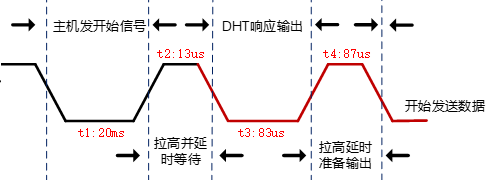 主机发开始信号
DHT响应输出
t2:13us
t4:87us
开始发送数据
t1:20ms
t3:83us
拉高并延
时等待
拉高延时
准备输出